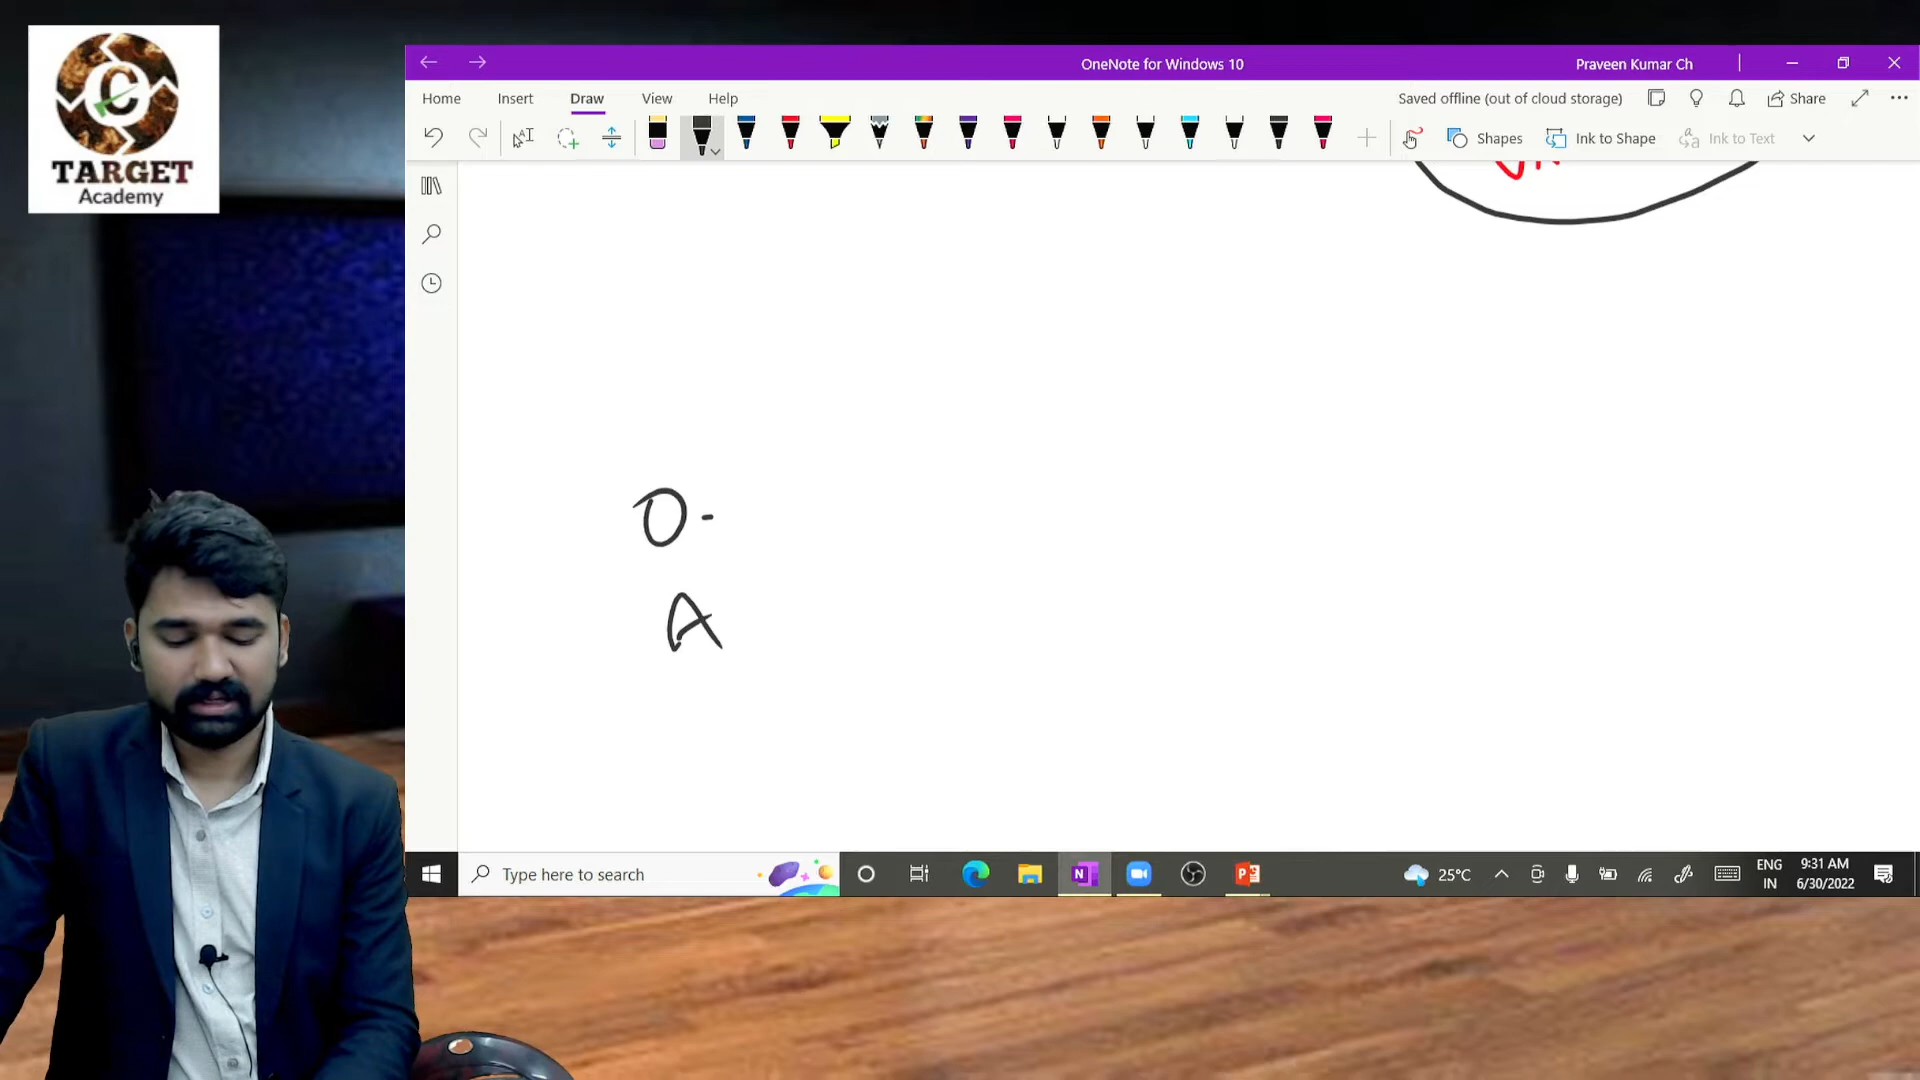 C
TARGET
Academy
OneNote for Windows 10
Praveen Kumar Ch
Home
Insert
Draw
View
Help
Saved offline (out of cloud storage)
Share
Shapes
Ink to Shape
Ink to Text
O-
A
Type here to search
25°C
ENG
IN
9:31 AM
6/30/2022